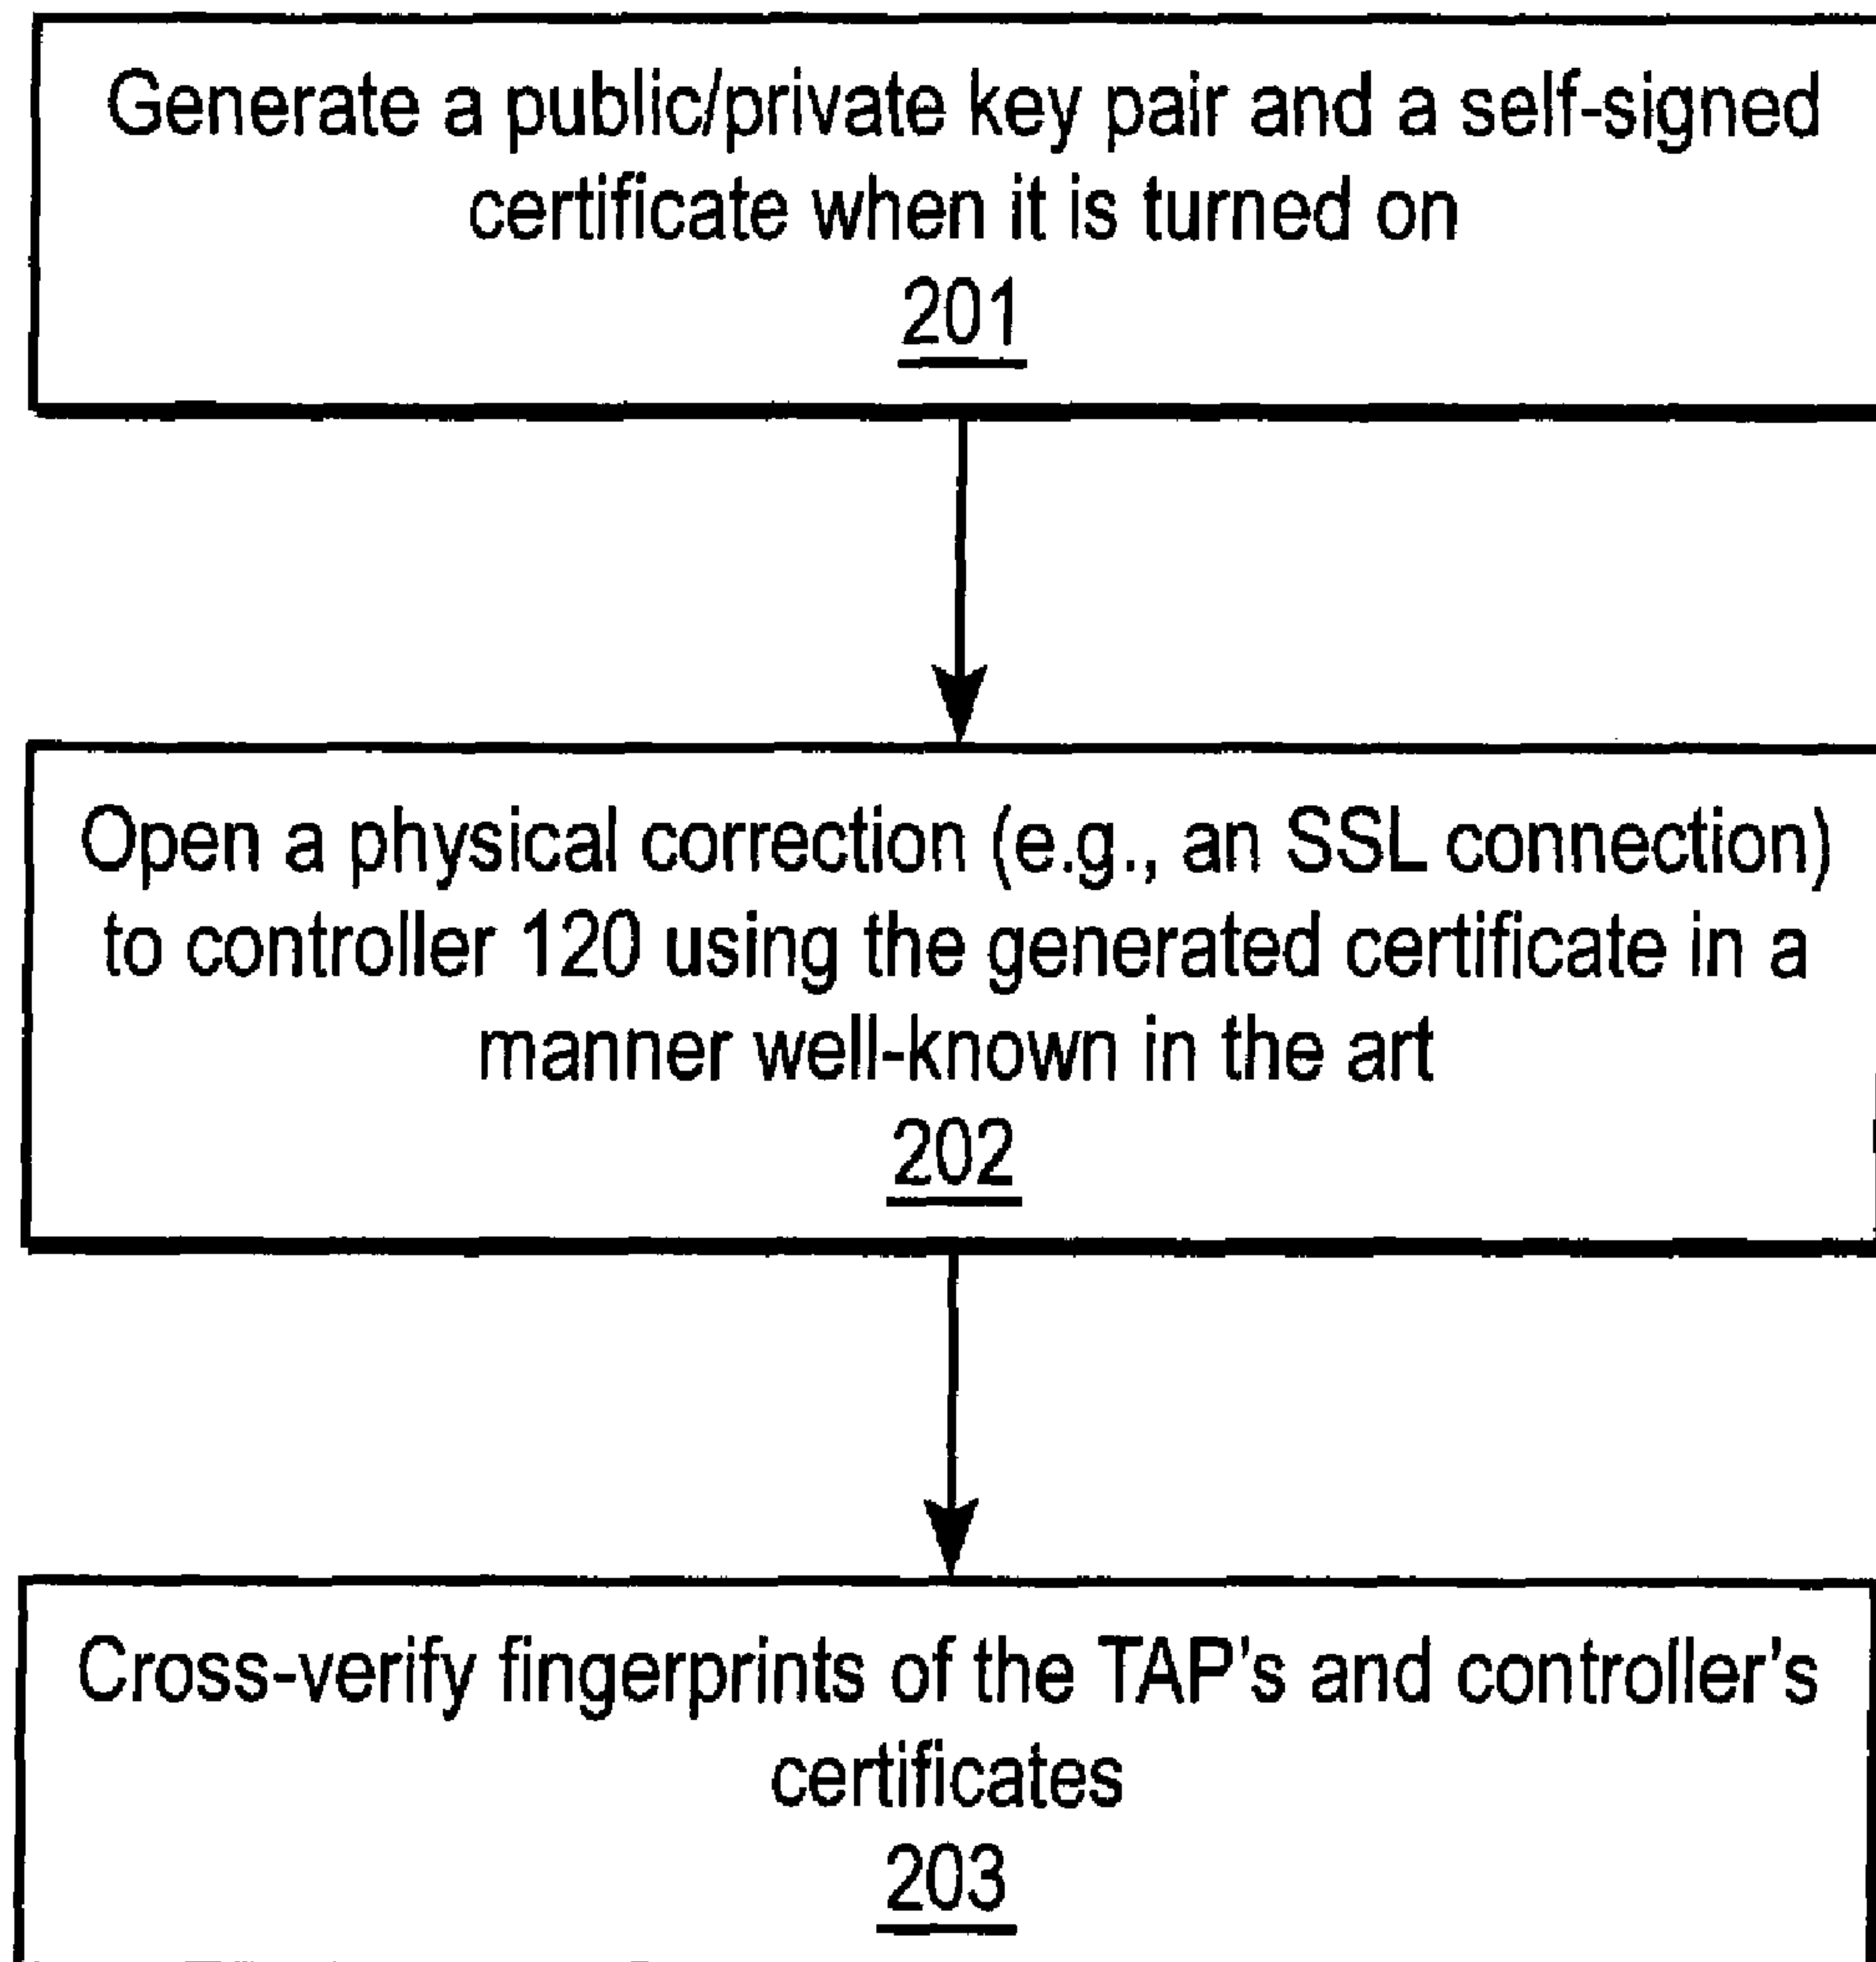 Generate a public/private key pair and a self-signed
certificate when it is turned on
201
Open a physical correction (e.g., an SSL connection)
to controller 120 using the generated certificate in a
manner well-known in the art
202
Cross-verify fingerprints of the TAP's and controller's
certificates
203